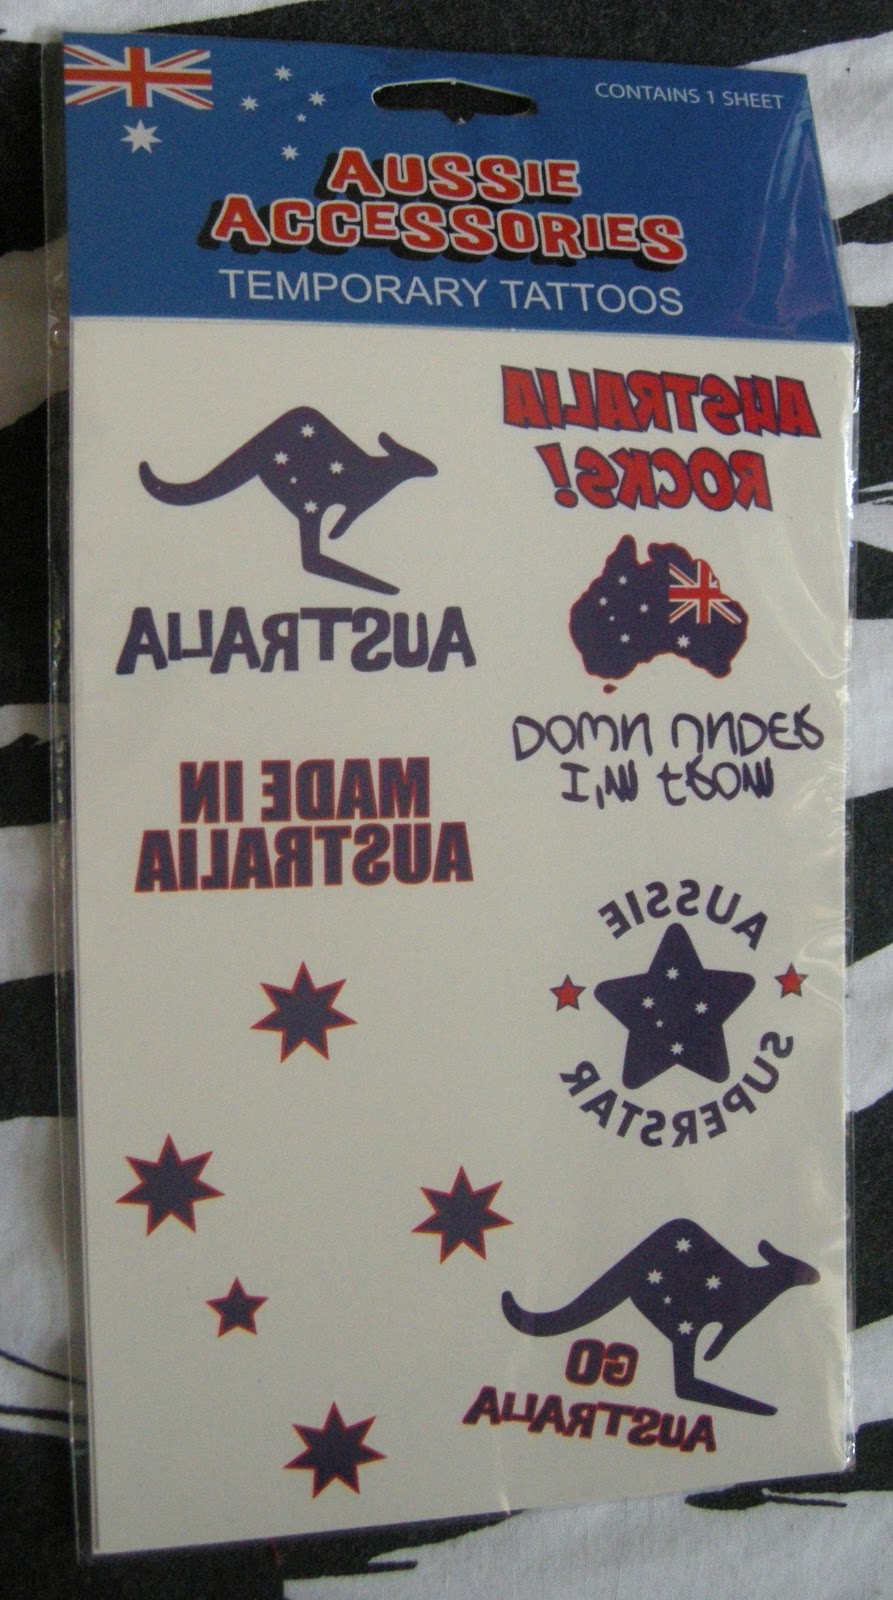 CONTAINS 1 SHEET
AUSSIE
ACCESSORIES
TEMPORARY TATTOOS
AUSTRALIA
MADE IN
AUSTRALIA
AUSTRALIA
ROCKS!
I'M FROM
DOWN UNDER
AUSSIE
SUPERSTAR
GO
AUSTRALIA